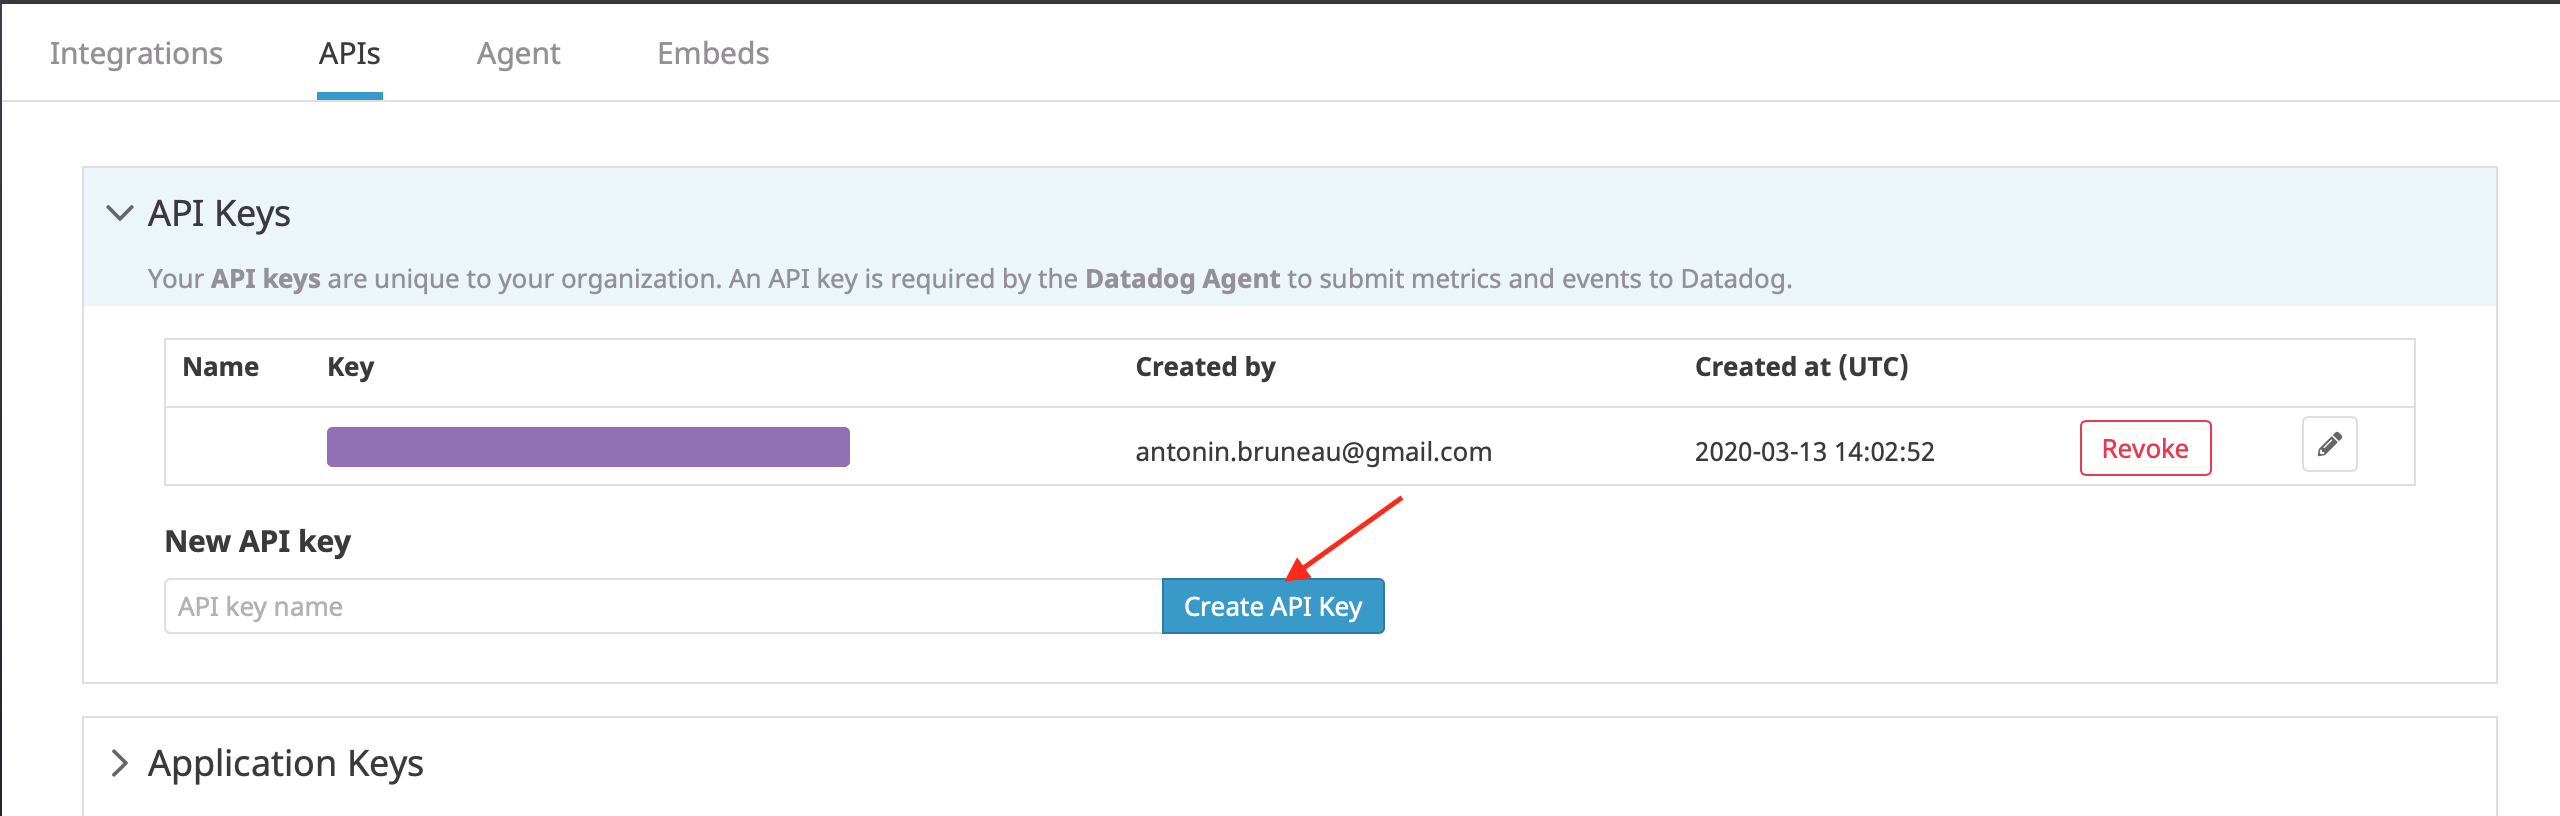 Integrations APIs Agent Embeds
API Keys
Your API keys are unique to your organization. An API key is required by the Datadog Agent to submit metrics and events to Datadog.
Name Key Created by Created at (UTC)
antonin.bruneau@gmail.com 2020-03-13 14:02:52 Revoke
New API key
API key name Create API Key
Application Keys